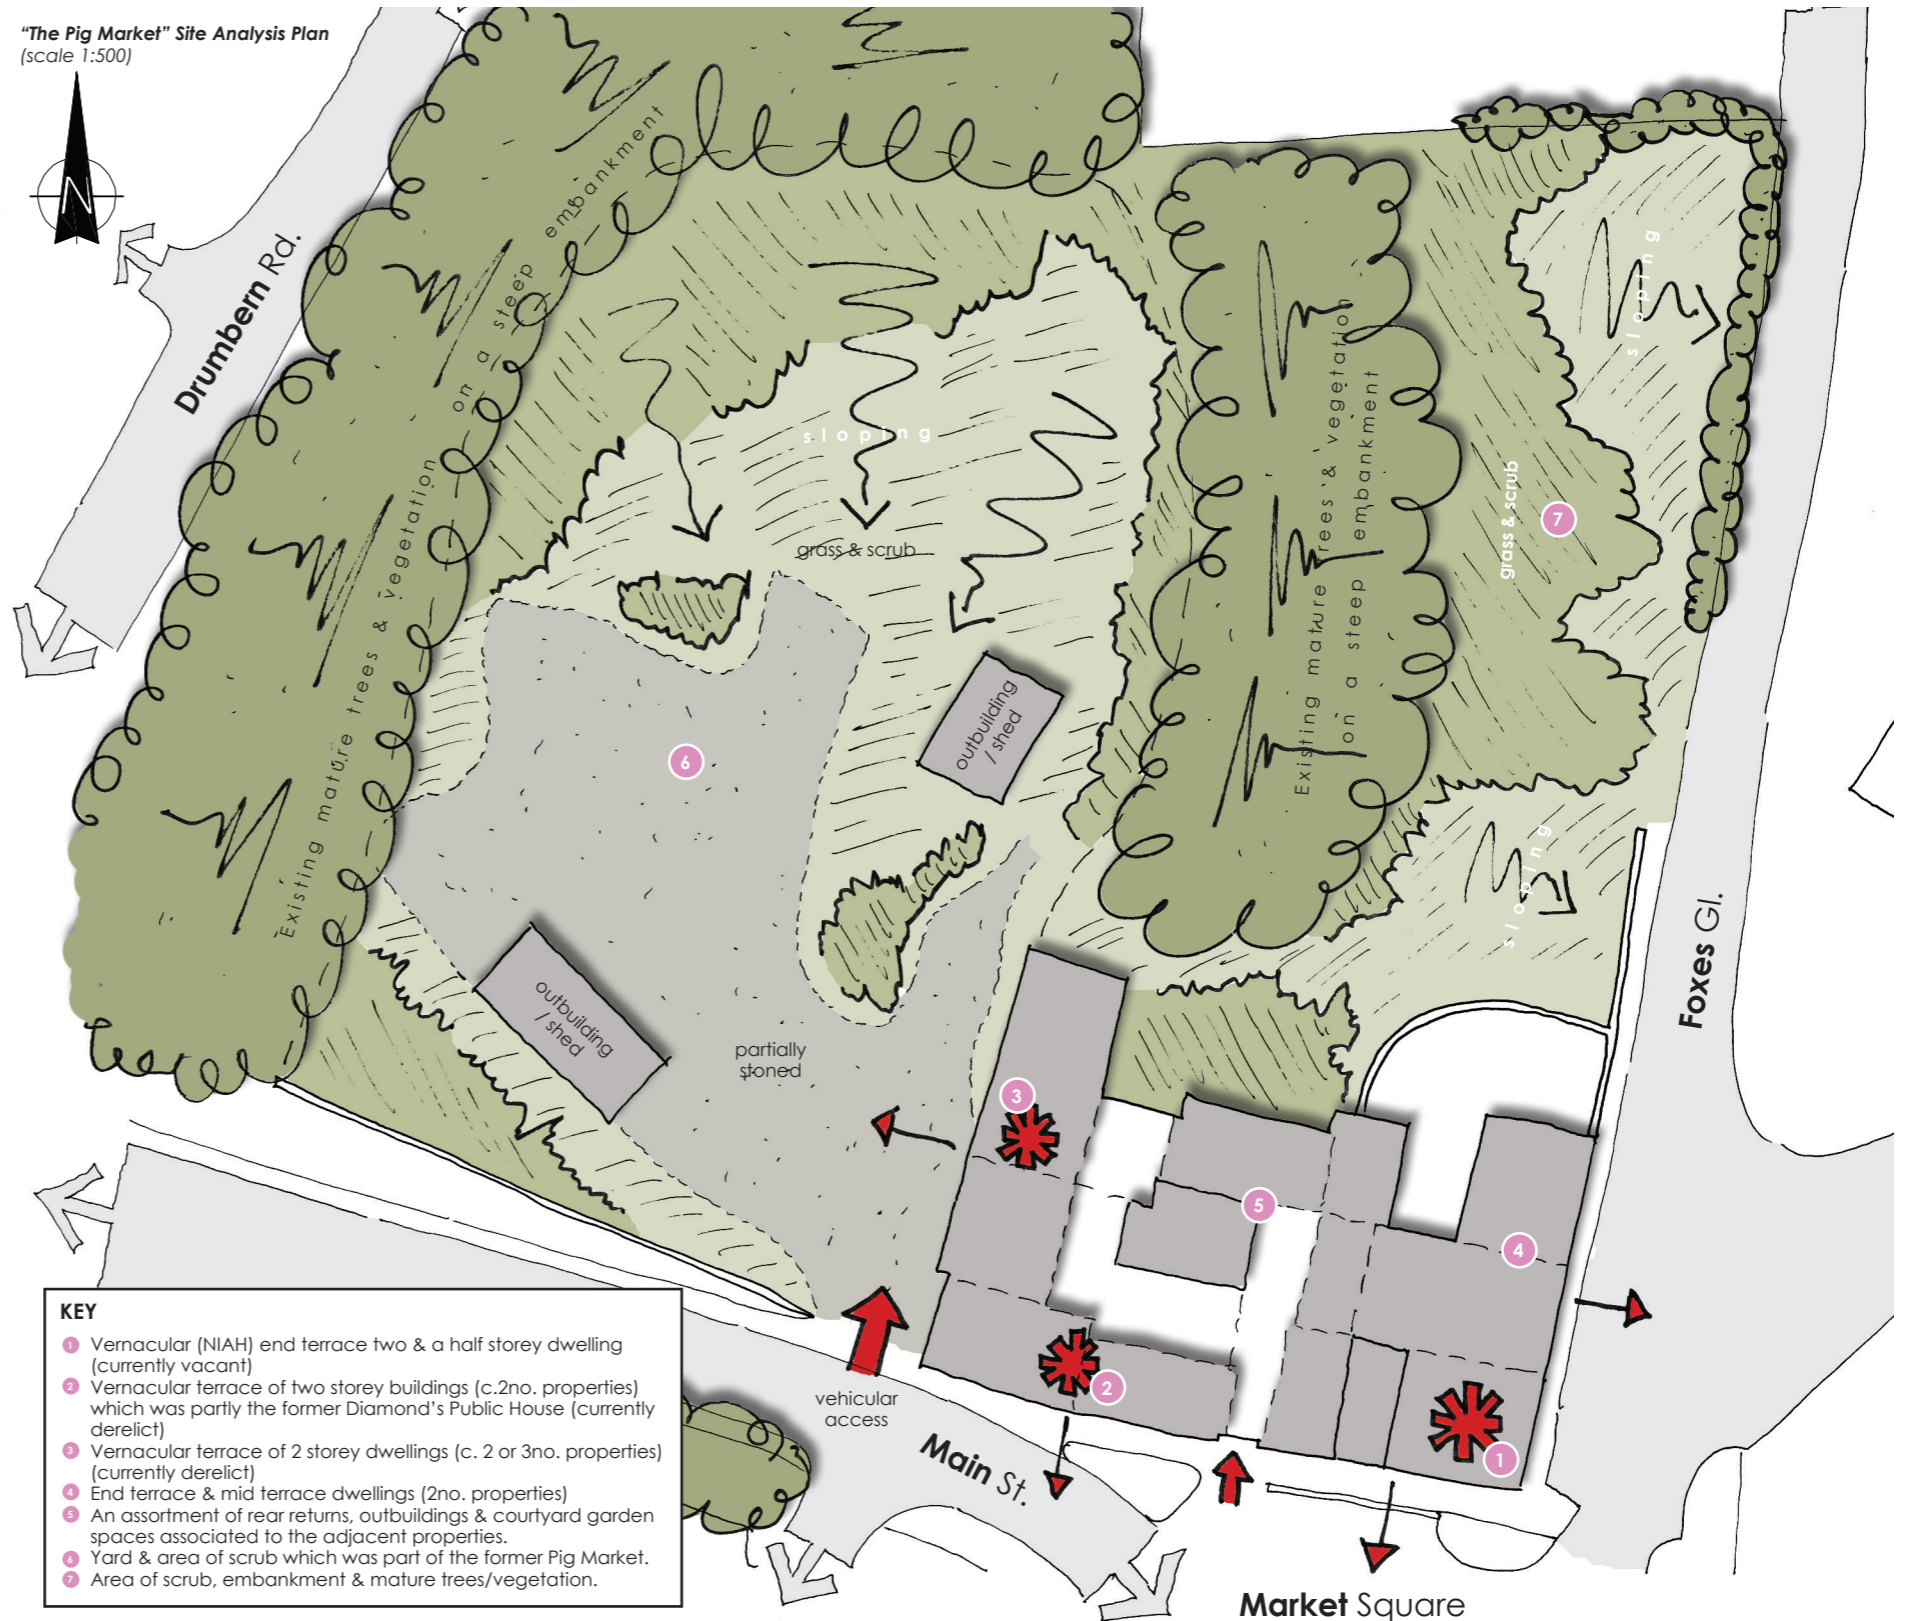 "The Pig Market" Site Analysis Plan
(scale 1:500)
N
Drumbern Rd.
Existing mature trees & vegetation on a steep embankment
sloping
grass & scrub
Existing mature trees & vegetation
on a steep embankment
sloping
grass & scrub
7
6
outbuilding
/ shed
sloping
outbuilding
/ shed
partially
stoned
3
5
4
Foxes Gl.
2
1
vehicular
access
Main St.
Market Square
KEY
1 Vernacular (NIAH) end terrace two & a half storey dwelling
(currently vacant)
2 Vernacular terrace of two storey buildings (c.2no. properties)
which was partly the former Diamond's Public House (currently
derelict)
3 Vernacular terrace of 2 storey dwellings (c. 2 or 3no. properties)
(currently derelict)
4 End terrace & mid terrace dwellings (2no. properties)
5 An assortment of rear returns, outbuildings & courtyard garden
spaces associated to the adjacent properties.
6 Yard & area of scrub which was part of the former Pig Market.
7 Area of scrub, embankment & mature trees/vegetation.